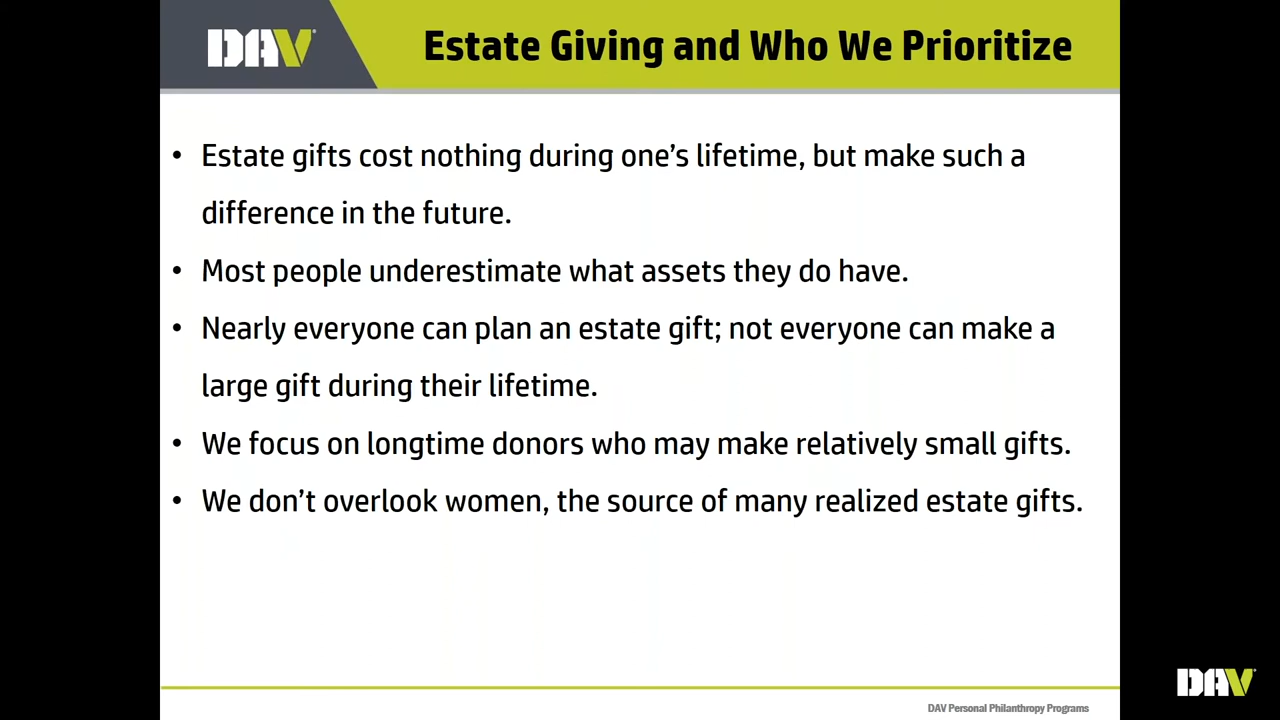 DAV
Estate Giving and Who We Prioritize
• Estate gifts cost nothing during one’s lifetime, but make such a
difference in the future.
• Most people underestimate what assets they do have.
• Nearly everyone can plan an estate gift; not everyone can make a
large gift during their lifetime.
• We focus on longtime donors who may make relatively small gifts.
• We don’t overlook women, the source of many realized estate gifts.
DAV
DAV Personal Philanthropy Programs